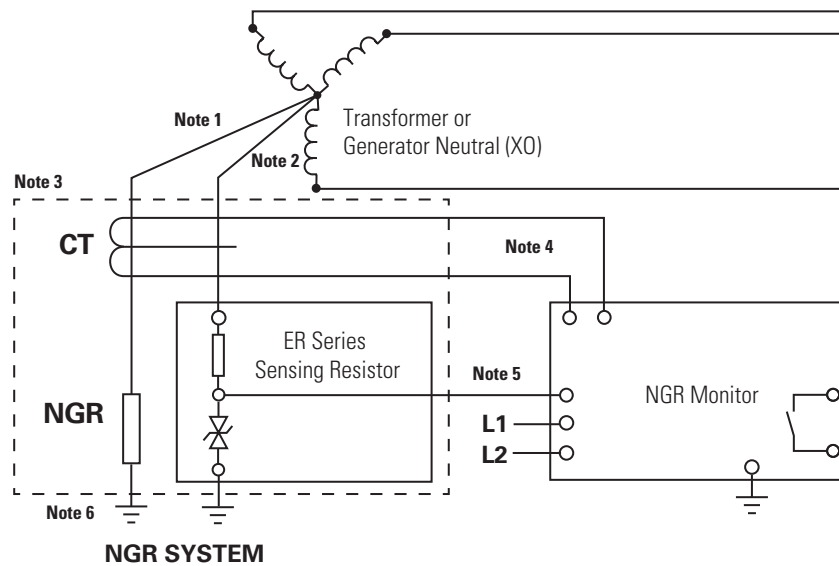 Note 1
Transformer or
Generator Neutral (X0)
Note 2
Note 3
CT
Note 4
ER Series
Sensing Resistor
Note 5
NGR Monitor
NGR
L1
L2
Note 6
NGR SYSTEM